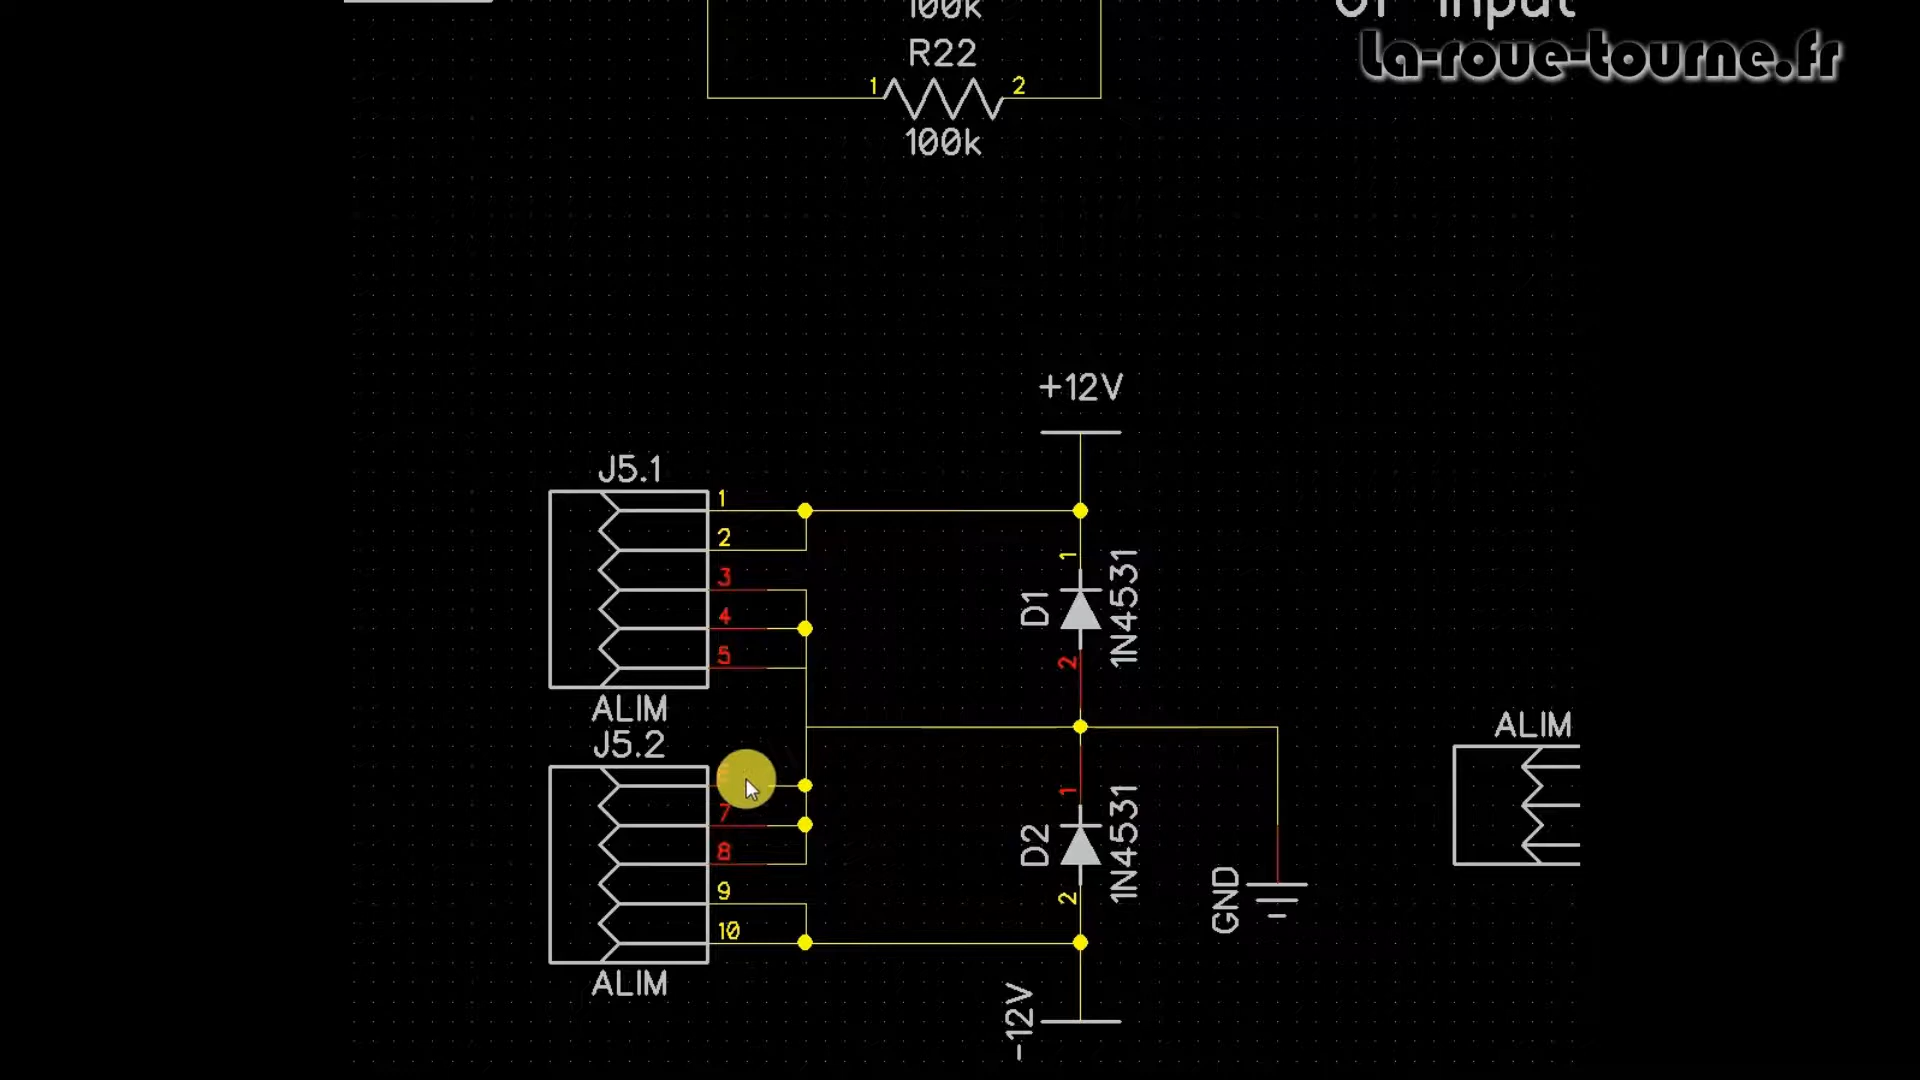 100k
of input
la-roue-tourne.fr
R22
1 2
100k
+12V
J5.1
1
2
3
4
5
ALIM
1
D1
1N4531
2
J5.2
7
8
9
10
ALIM
1
D2
1N4531
2
GND
-12V
ALIM